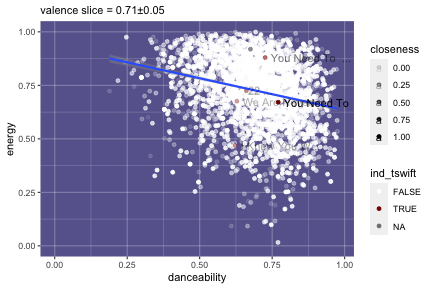 valence slice = 0.71±0.05
1.00
0.75
0.50
0.25
0.00
energy
You Need To ...
22
We Are
You Need To
0.00
0.25
0.50
0.75
1.00
danceability
closeness
0.00
0.25
0.50
0.75
1.00
ind_tswift
FALSE
TRUE
NA